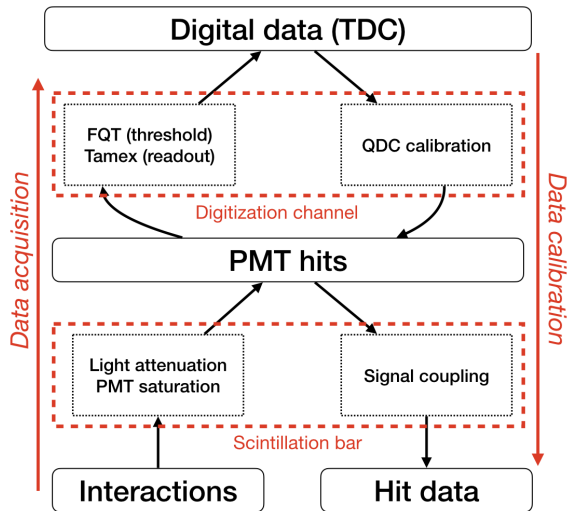 Digital data (TDC)
FQT (threshold)
Tamex (readout)
QDC calibration
Digitization channel
PMT hits
Light attenuation
PMT saturation
Signal coupling
Scintillation bar
Interactions
Hit data
Data acquisition
Data calibration